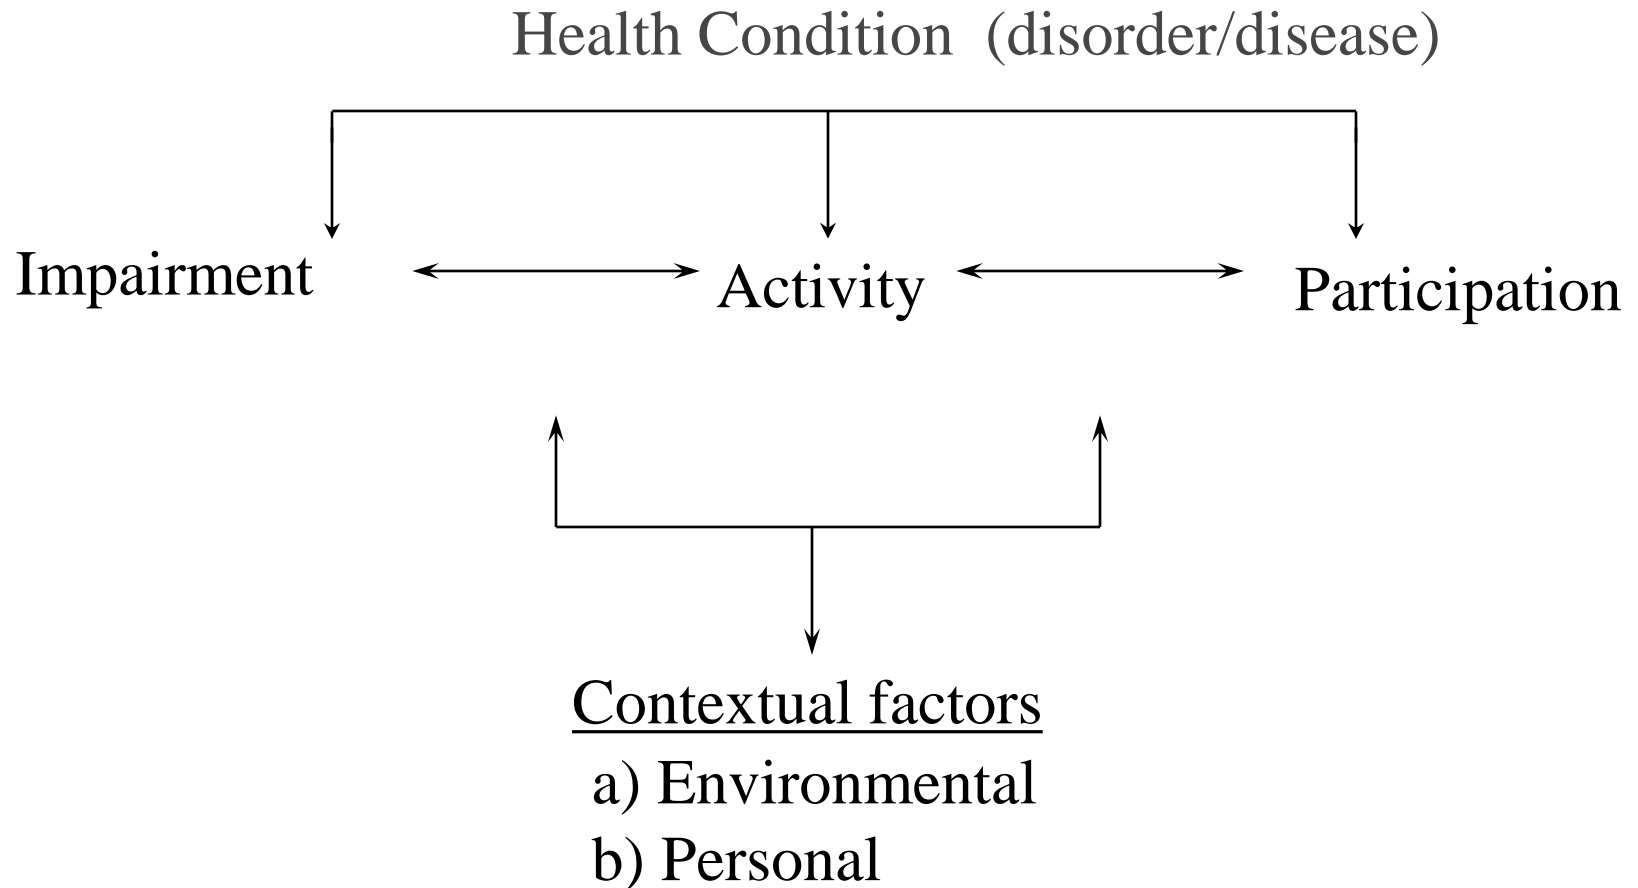 Health Condition (disorder/disease)
Impairment
Activity
Participation
Contextual factors
a) Environmental
b) Personal